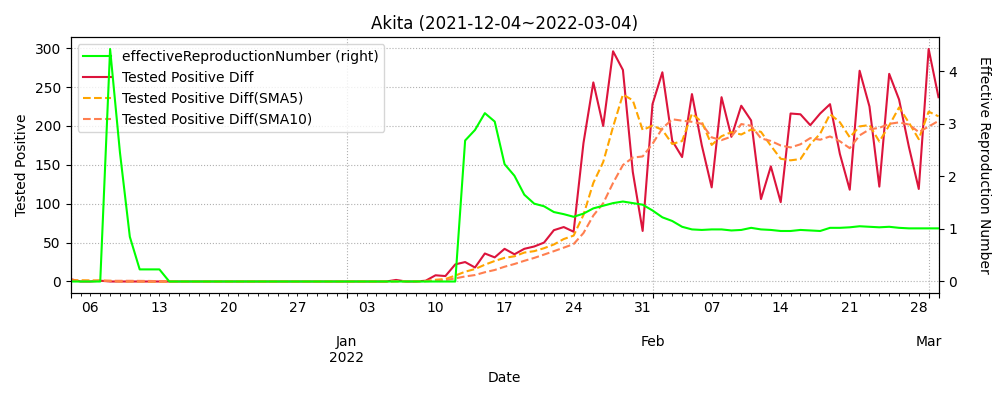 Akita (2021-12-04~2022-03-04)
effectiveReproductionNumber (right)
Tested Positive Diff
Tested Positive Diff(SMA5)
Tested Positive Diff(SMA10)
Tested Positive
300
250
200
150
100
50
0
4
3
2
1
0
Effective Reproduction Number
06 13 20 27 03 10 17 24 31 07 14 21 28
Jan Feb Mar
2022
Date